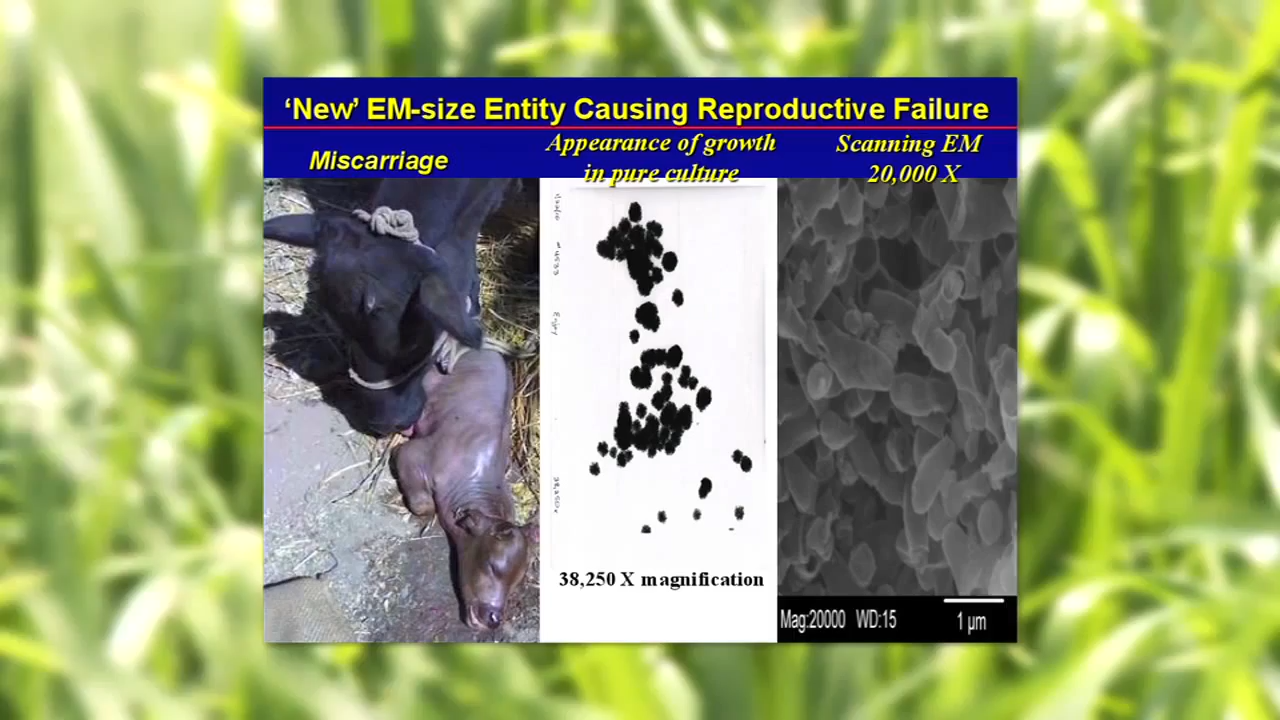 ‘New’ EM-size Entity Causing Reproductive Failure
Miscarriage
Appearance of growth
in pure culture
Scanning EM
20,000 X
38,250 X magnification
Mag:20000 WD:15
1 µm